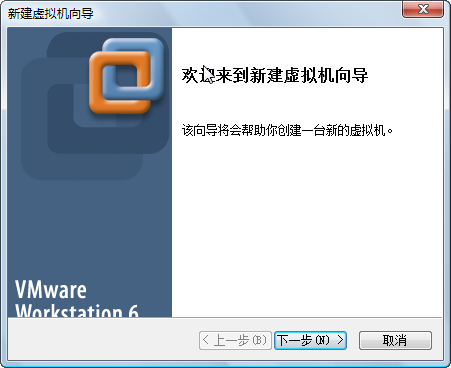 新建虚拟机向导
欢迎来到新建虚拟机向导
该向导将会帮助你创建一台新的虚拟机。
VMware
Workstation 6
< 上一步(B)
下一步(N) >
取消